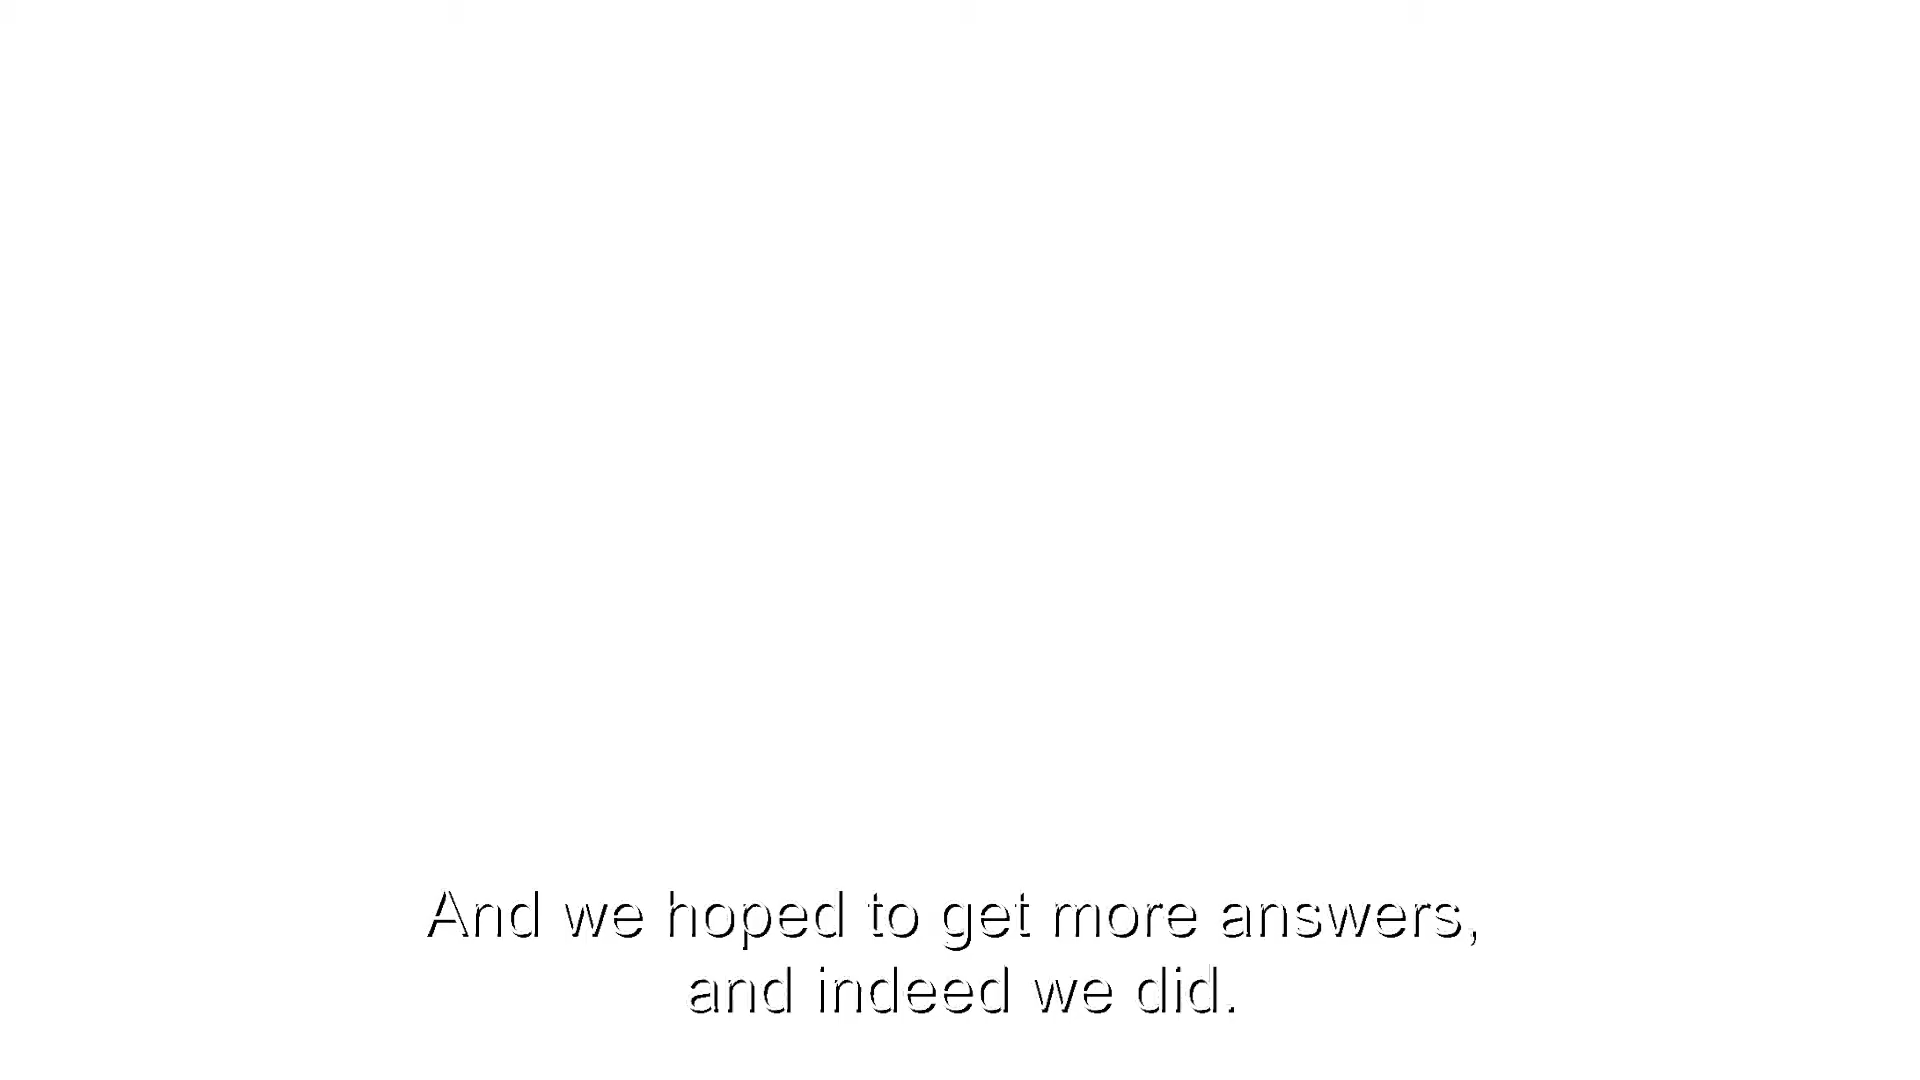 And we hoped to get more answers,
and indeed we did.